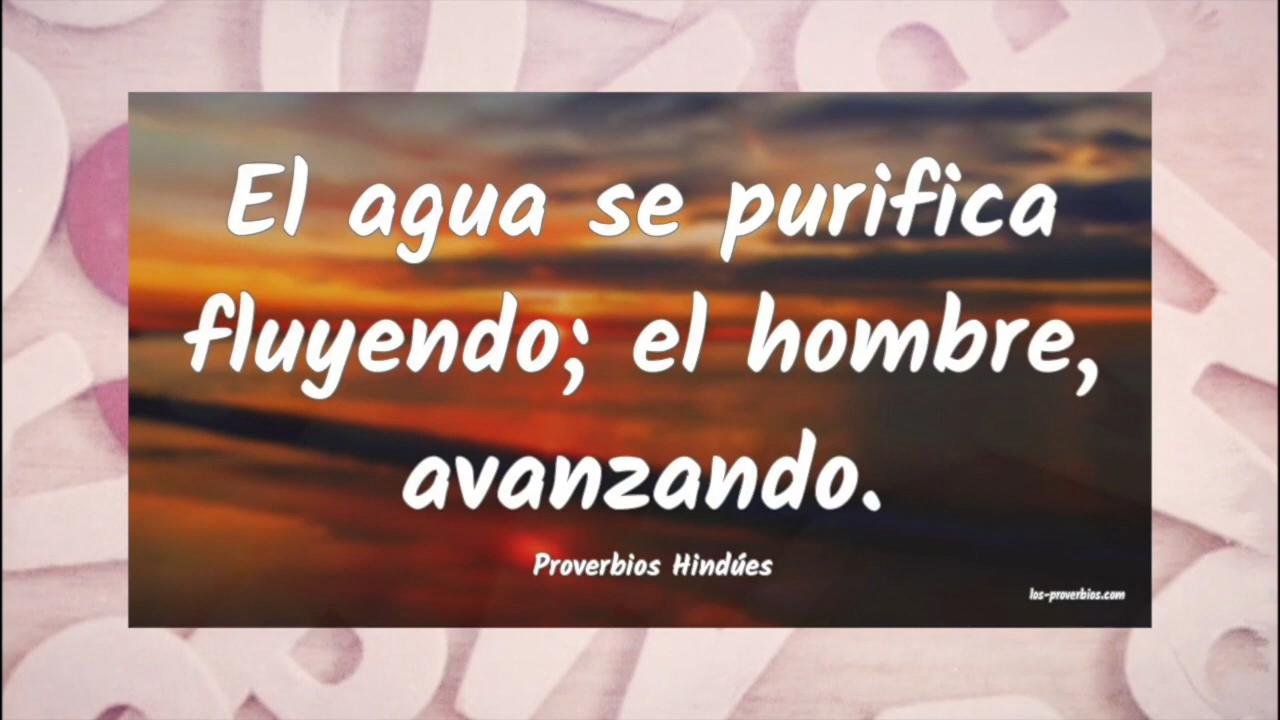 El agua se purifica
fluyendo; el hombre,
avanzando.
Proverbios Hindúes
los-proverbios.com